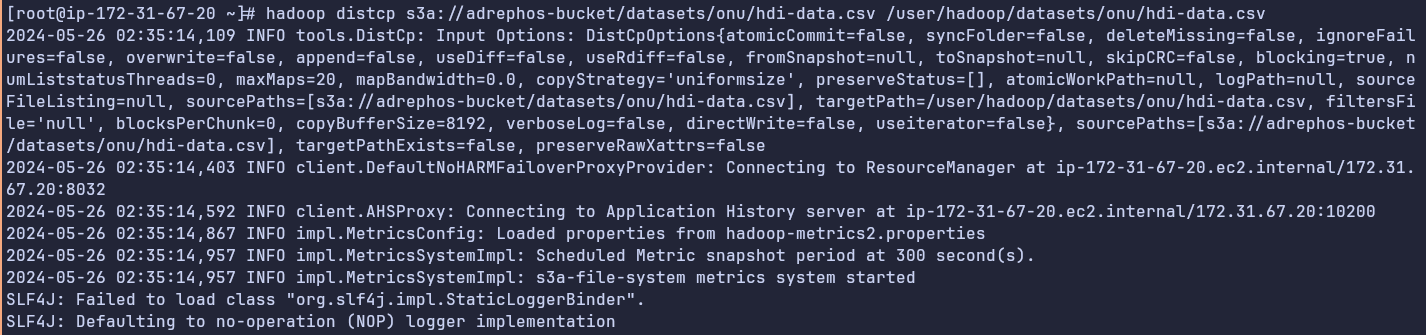 [root@ip-172-31-67-20 ~]# hadoop distcp s3a://adrephos-bucket/datasets/onu/hdi-data.csv /user/hadoop/datasets/onu/hdi-data.csv
2024-05-26 02:35:14,109 INFO tools.DistCp: Input Options: DistCpOptions{atomicCommit=false, syncFolder=false, deleteMissing=false, ignoreFail
ures=false, overwrite=false, append=false, useDiff=false, useRdiff=false, fromSnapshot=null, toSnapshot=null, skipCRC=false, blocking=true, n
umListstatusThreads=0, maxMaps=20, mapBandwidth=0.0, copyStrategy='uniformsize', preserveStatus=[], atomicWorkPath=null, logPath=null, source
FileListing=null, sourcePaths=[s3a://adrephos-bucket/datasets/onu/hdi-data.csv], targetPath=/user/hadoop/datasets/onu/hdi-data.csv, filtersFi
le='null', blocksPerChunk=0, copyBufferSize=8192, verboseLog=false, directWrite=false, useiterator=false}, sourcePaths=[s3a://adrephos-bucket
/datasets/onu/hdi-data.csv], targetPathExists=false, preserveRawXattrs=false
2024-05-26 02:35:14,403 INFO client.DefaultNoHARMFailoverProxyProvider: Connecting to ResourceManager at ip-172-31-67-20.ec2.internal/172.31.
67.20:8032
2024-05-26 02:35:14,592 INFO client.AHSProxy: Connecting to Application History server at ip-172-31-67-20.ec2.internal/172.31.67.20:10200
2024-05-26 02:35:14,867 INFO impl.MetricsConfig: Loaded properties from hadoop-metrics2.properties
2024-05-26 02:35:14,957 INFO impl.MetricsSystemImpl: Scheduled Metric snapshot period at 300 second(s).
2024-05-26 02:35:14,957 INFO impl.MetricsSystemImpl: s3a-file-system metrics system started
SLF4J: Failed to load class "org.slf4j.impl.StaticLoggerBinder".
SLF4J: Defaulting to no-operation (NOP) logger implementation